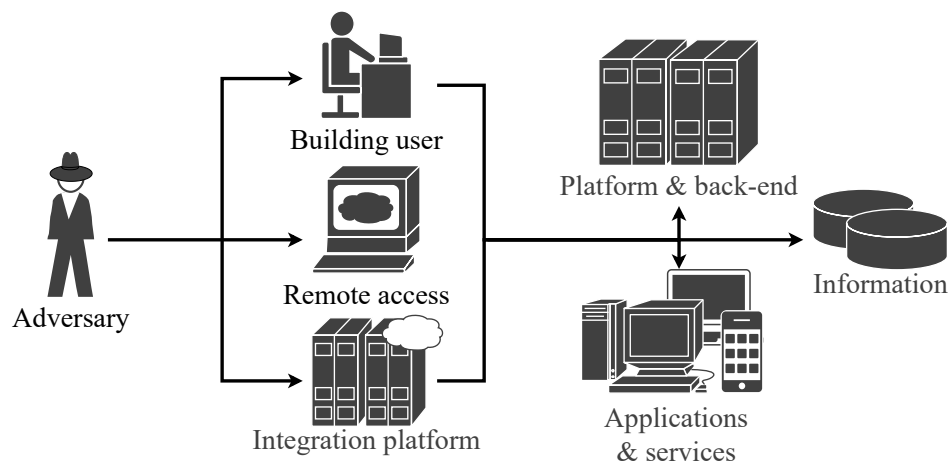 Building user
Platform & back-end
Adversary
Remote access
Information
Integration platform
Applications
& services